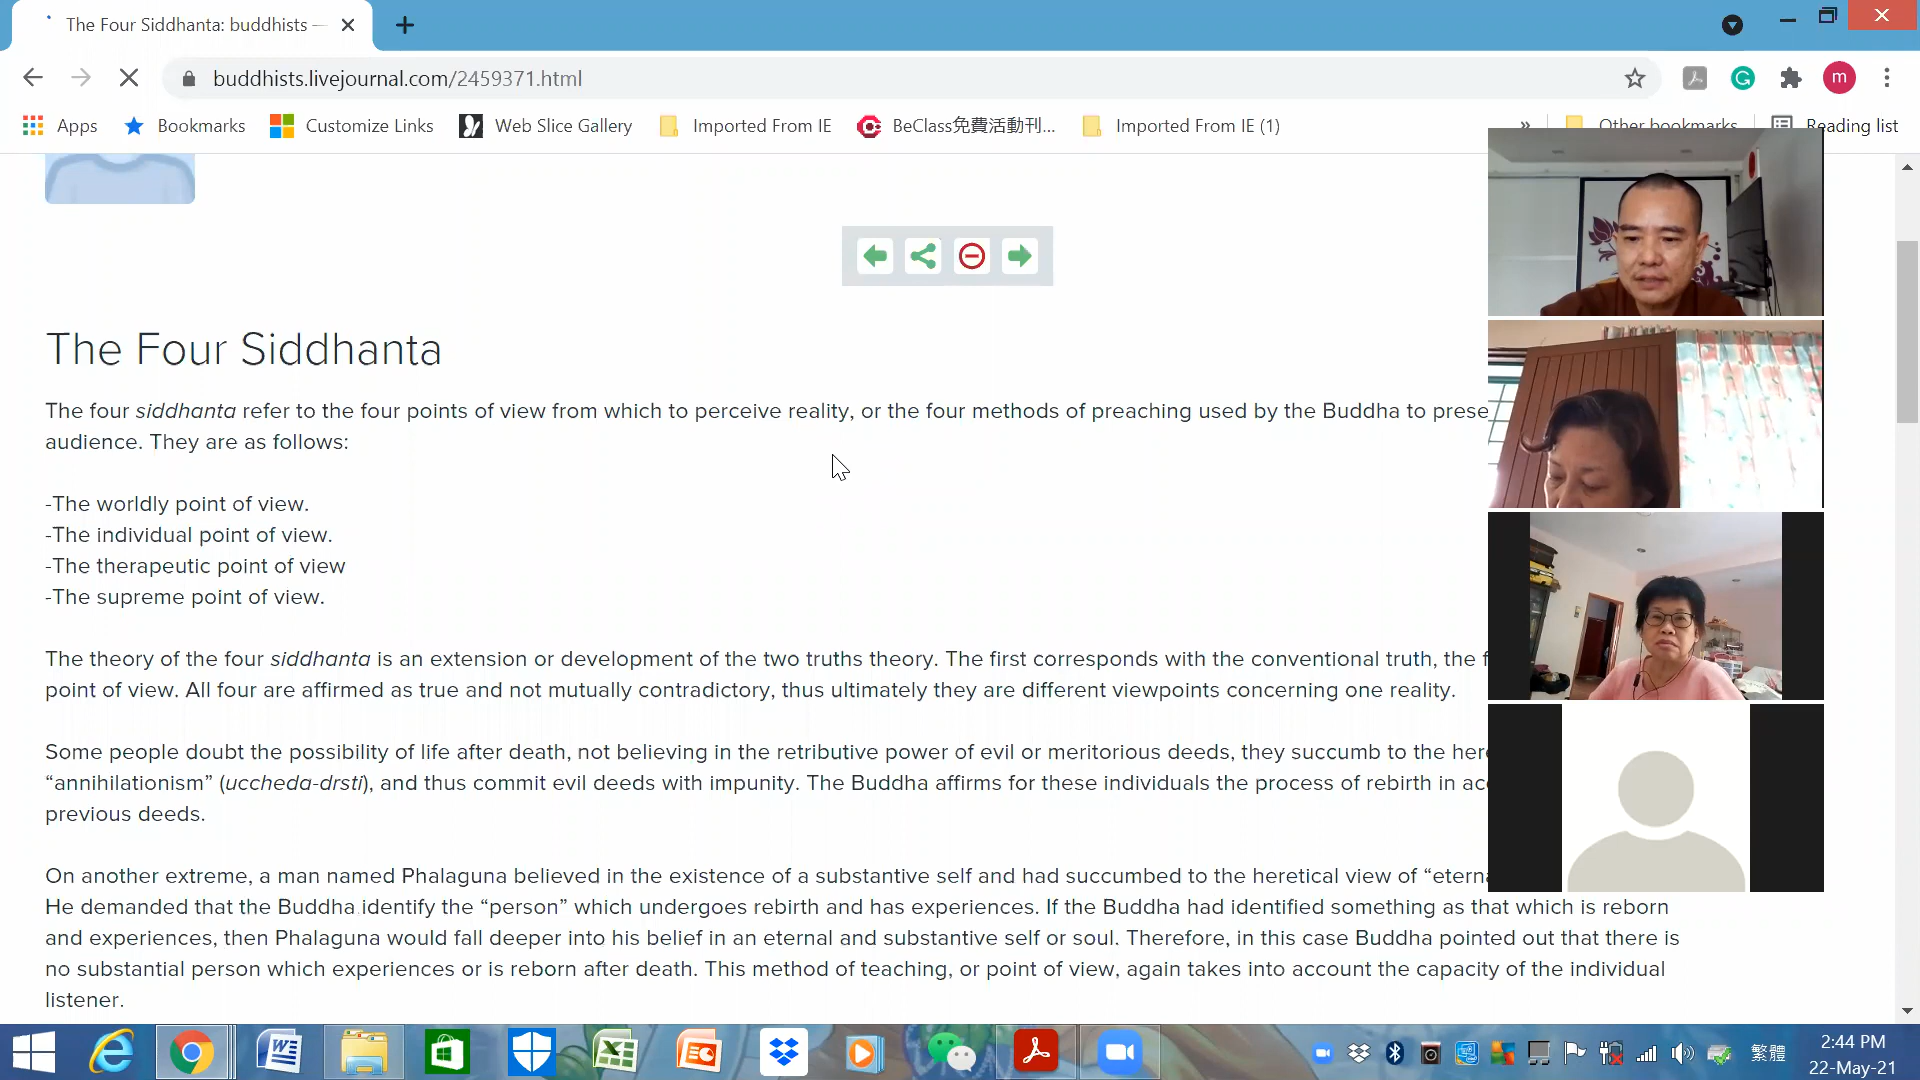 The Four Siddhanta: buddhists —
buddhists.livejournal.com/2459371.html
m
Apps Bookmarks Customize Links Web Slice Gallery Imported From IE BeClass免費活動刊... Imported From IE (1) » Other bookmarks Reading list
The Four Siddhanta
The four siddhanta refer to the four points of view from which to perceive reality, or the four methods of preaching used by the Buddha to prese
audience. They are as follows:
-The worldly point of view.
-The individual point of view.
-The therapeutic point of view
-The supreme point of view.
The theory of the four siddhanta is an extension or development of the two truths theory. The first corresponds with the conventional truth, the f
point of view. All four are affirmed as true and not mutually contradictory, thus ultimately they are different viewpoints concerning one reality.
Some people doubt the possibility of life after death, not believing in the retributive power of evil or meritorious deeds, they succumb to the here
“annihilationism” (uccheda-drsti), and thus commit evil deeds with impunity. The Buddha affirms for these individuals the process of rebirth in acc
previous deeds.
On another extreme, a man named Phalaguna believed in the existence of a substantive self and had succumbed to the heretical view of “eterna
He demanded that the Buddha identify the “person” which undergoes rebirth and has experiences. If the Buddha had identified something as that which is reborn
and experiences, then Phalaguna would fall deeper into his belief in an eternal and substantive self or soul. Therefore, in this case Buddha pointed out that there is
no substantial person which experiences or is reborn after death. This method of teaching, or point of view, again takes into account the capacity of the individual
listener.
繁體
2:44 PM
22-May-21